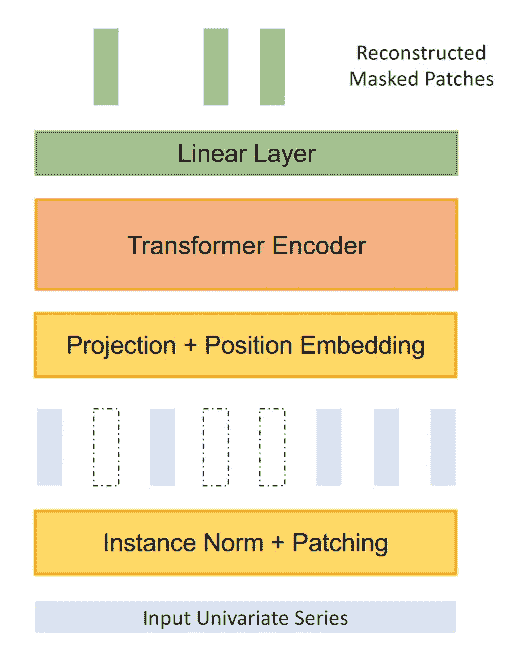 Reconstructed
Masked Patches
Linear Layer
Transformer Encoder
Projection + Position Embedding
Instance Norm + Patching
Input Univariate Series